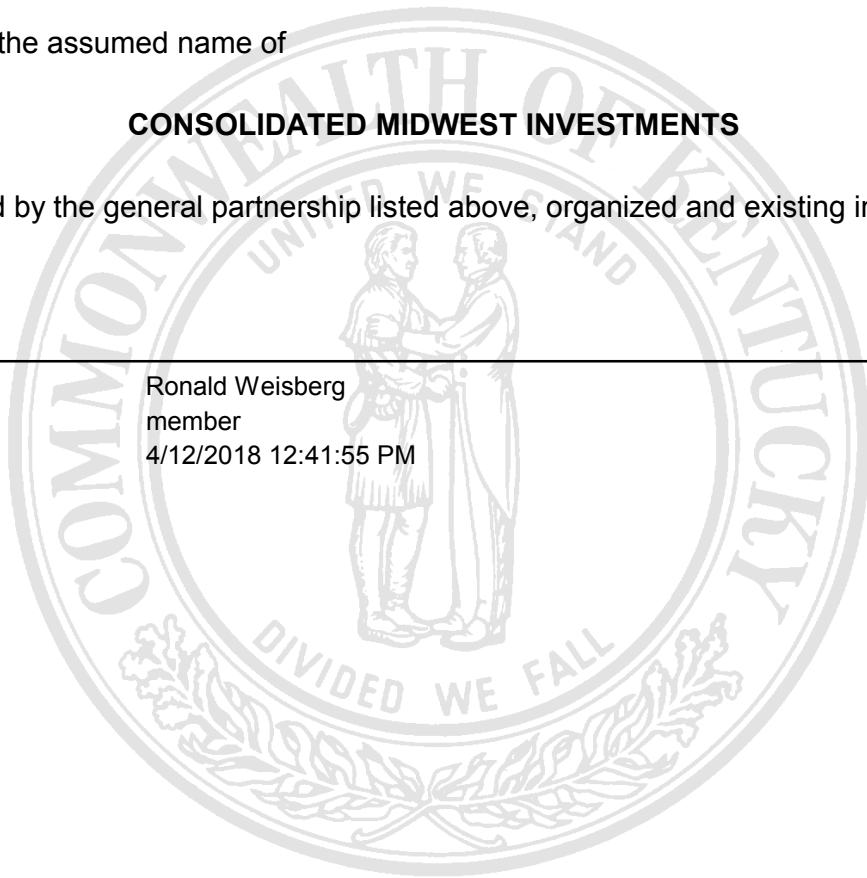 the assumed name of
CONSOLIDATED MIDWEST INVESTMENTS
d by the general partnership listed above, organized and existing in
Ronald Weisberg
member
4/12/2018 12:41:55 PM
COMMONWEALTH OF KENTUCKY
UNITED WE STAND
DIVIDED WE FALL